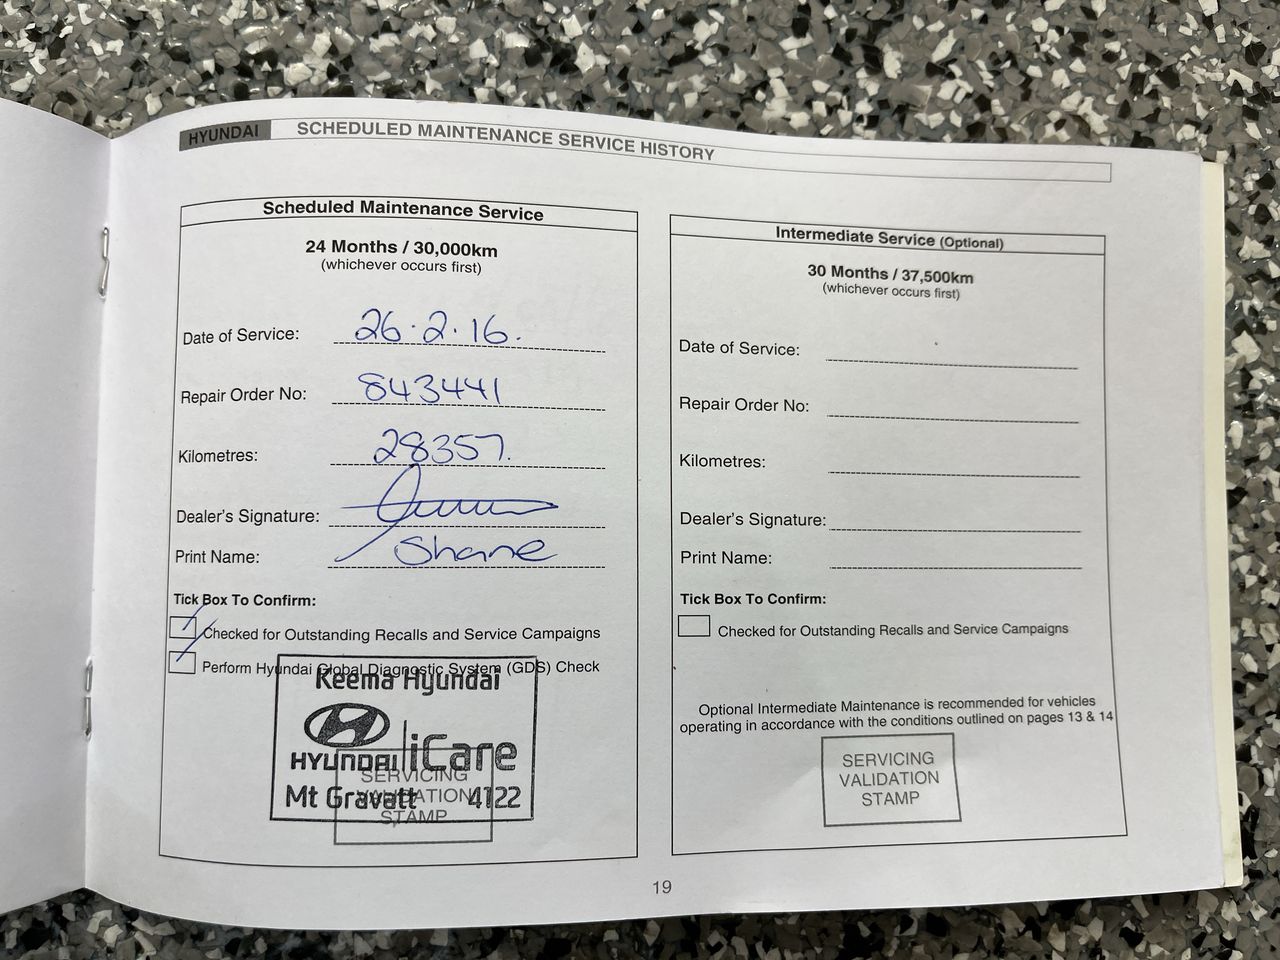 HYUNDAI SCHEDULED MAINTENANCE SERVICE HISTORY
Scheduled Maintenance Service
24 Months / 30,000km
(whichever occurs first)
Date of Service: 26.2.16.
Repair Order No: 843441
Kilometres: 28357.
Dealer's Signature:
Print Name: Shane
Tick Box To Confirm:
Checked for Outstanding Recalls and Service Campaigns
Perform Hyundai Global Diagnostic System (GDS) Check
Keema Hyundai
HYUNDAI iCare
SERVICING
VALIDATION
STAMP
Mt Gravatt 4122
Intermediate Service (Optional)
30 Months / 37,500km
(whichever occurs first)
Date of Service:
Repair Order No:
Kilometres:
Dealer's Signature:
Print Name:
Tick Box To Confirm:
Checked for Outstanding Recalls and Service Campaigns
Optional Intermediate Maintenance is recommended for vehicles
operating in accordance with the conditions outlined on pages 13 & 14
SERVICING
VALIDATION
STAMP
19